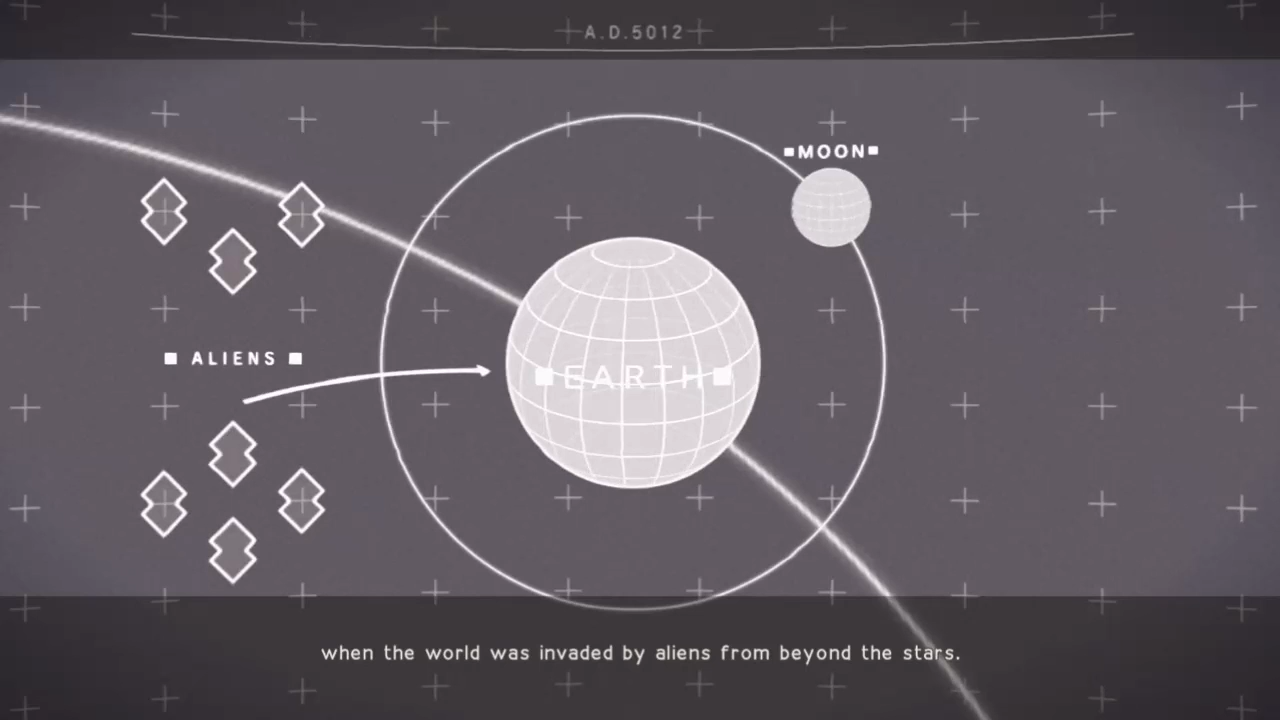 A.D.5012
MOON
ALIENS
EARTH
when the world was invaded by aliens from beyond the stars.